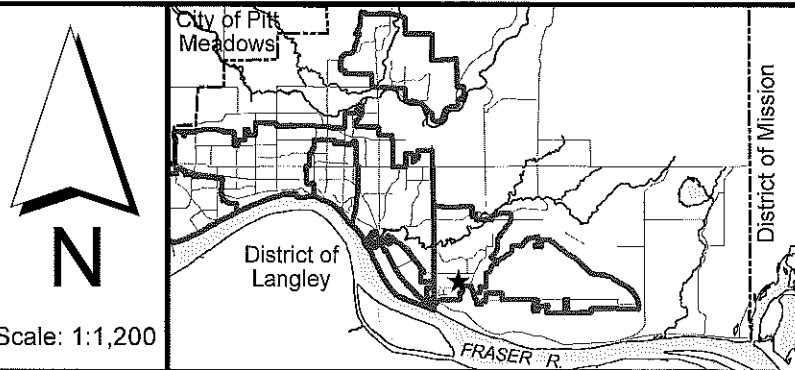 N
Scale: 1:1,200
City of Pitt
Meadows
District of
Langley
District of Mission
FRASER R.